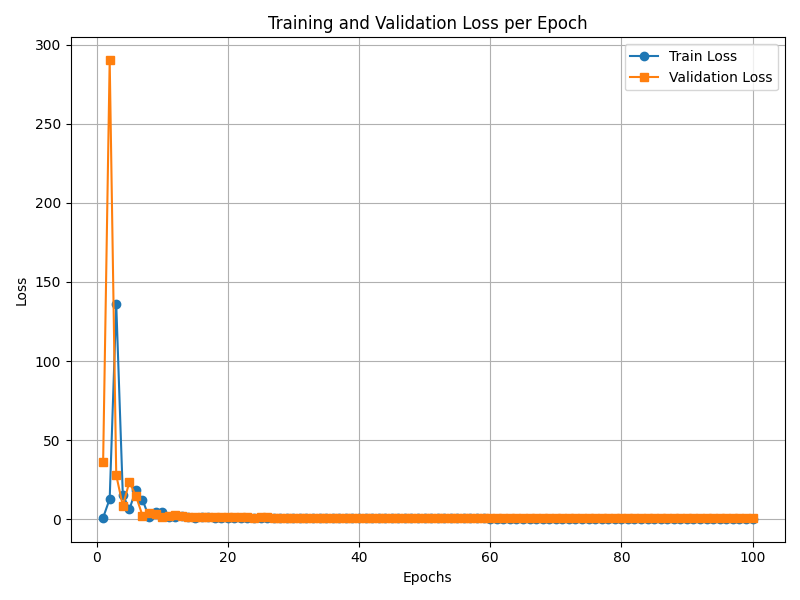 Training and Validation Loss per Epoch
Train Loss
Validation Loss
300
250
200
150
100
50
0
Loss
0 20 40 60 80 100
Epochs